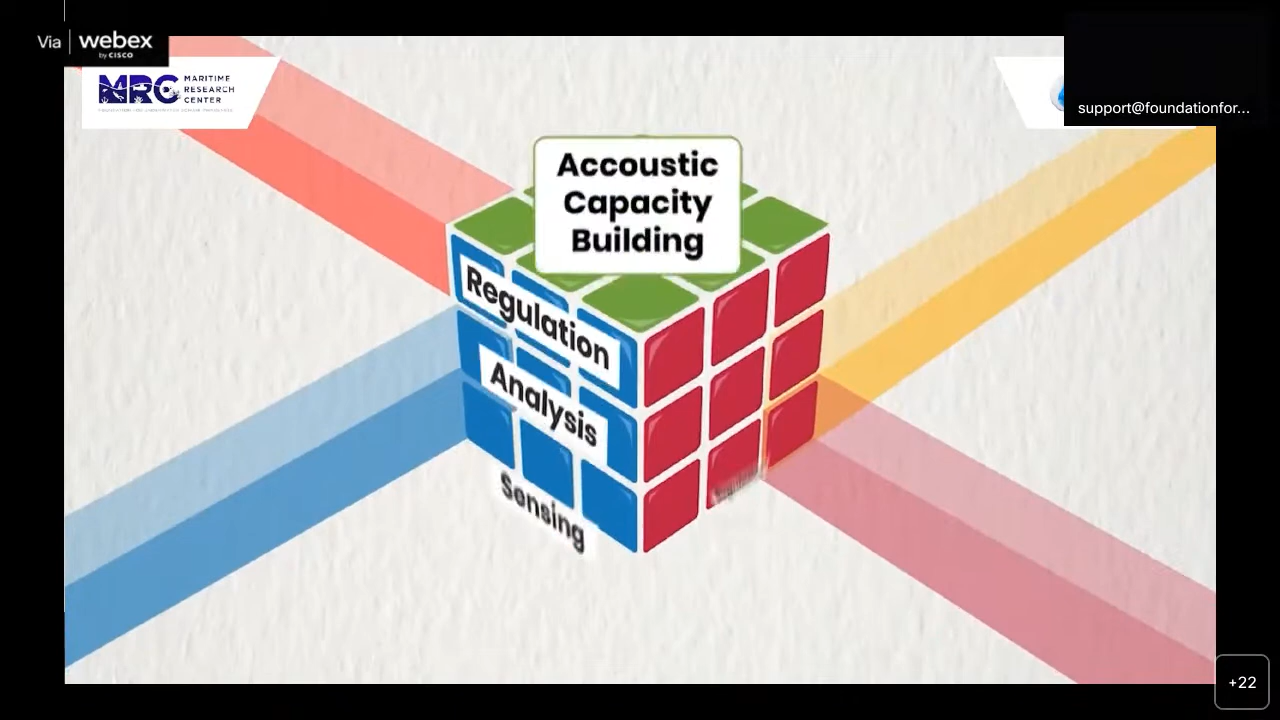 Via webex
by CISCO
MRC MARITIME
RESEARCH
CENTER
support@foundationfor...
Accoustic
Capacity
Building
Regulation
Analysis
Sensing
+22